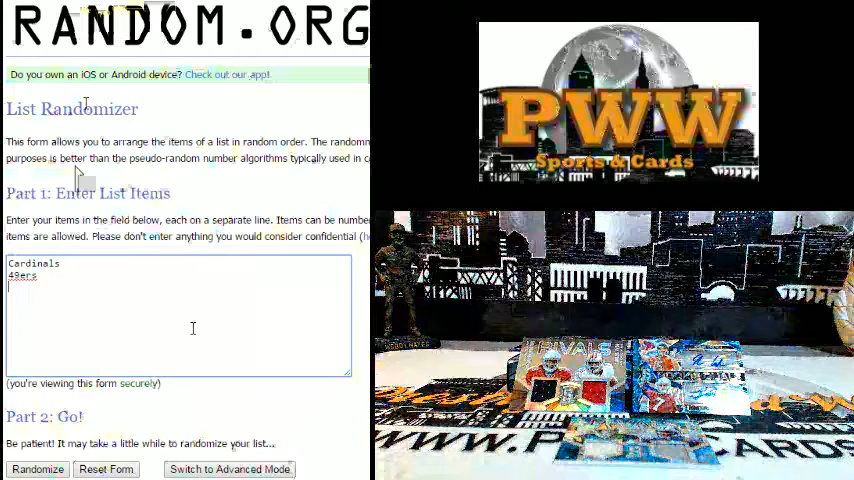 RANDOM.ORG
Do you own an iOS or Android device? Check out our app!
List Randomizer
This form allows you to arrange the items of a list in random order. The randomn
purposes is better than the pseudo-random number algorithms typically used in c
Part 1: Enter List Items
Enter your items in the field below, each on a separate line. Items can be number
items are allowed. Please don't enter anything you would consider confidential (h
Cardinals
49ers
(you're viewing this form securely)
Part 2: Go!
Be patient! It may take a little while to randomize your list...
Randomize
Reset Form
Switch to Advanced Mode
PWW
Sports & Cards
RIVALS
WWW.P
CARDS